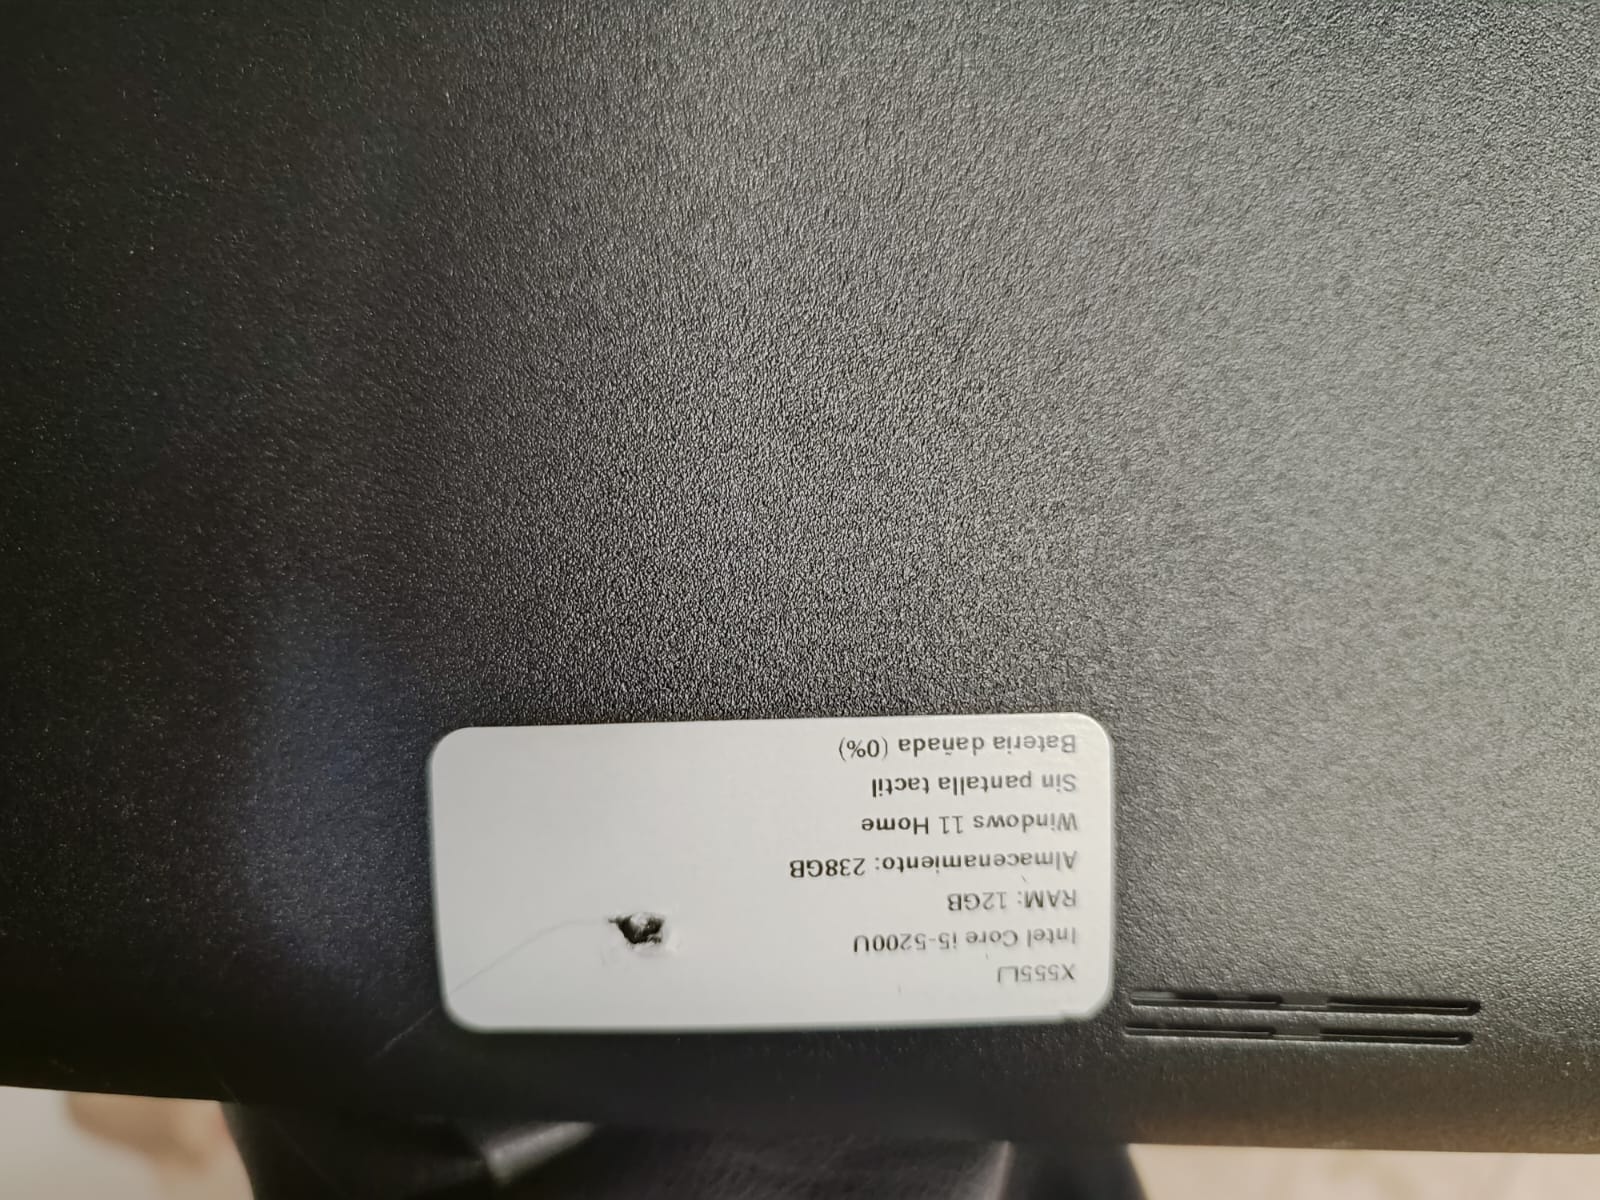 X555LJ
Intel Core i5-5200U
RAM: 12GB
Almacenamiento: 238GB
Windows 11 Home
Sin pantalla tactil
Bateria dañada (0%)